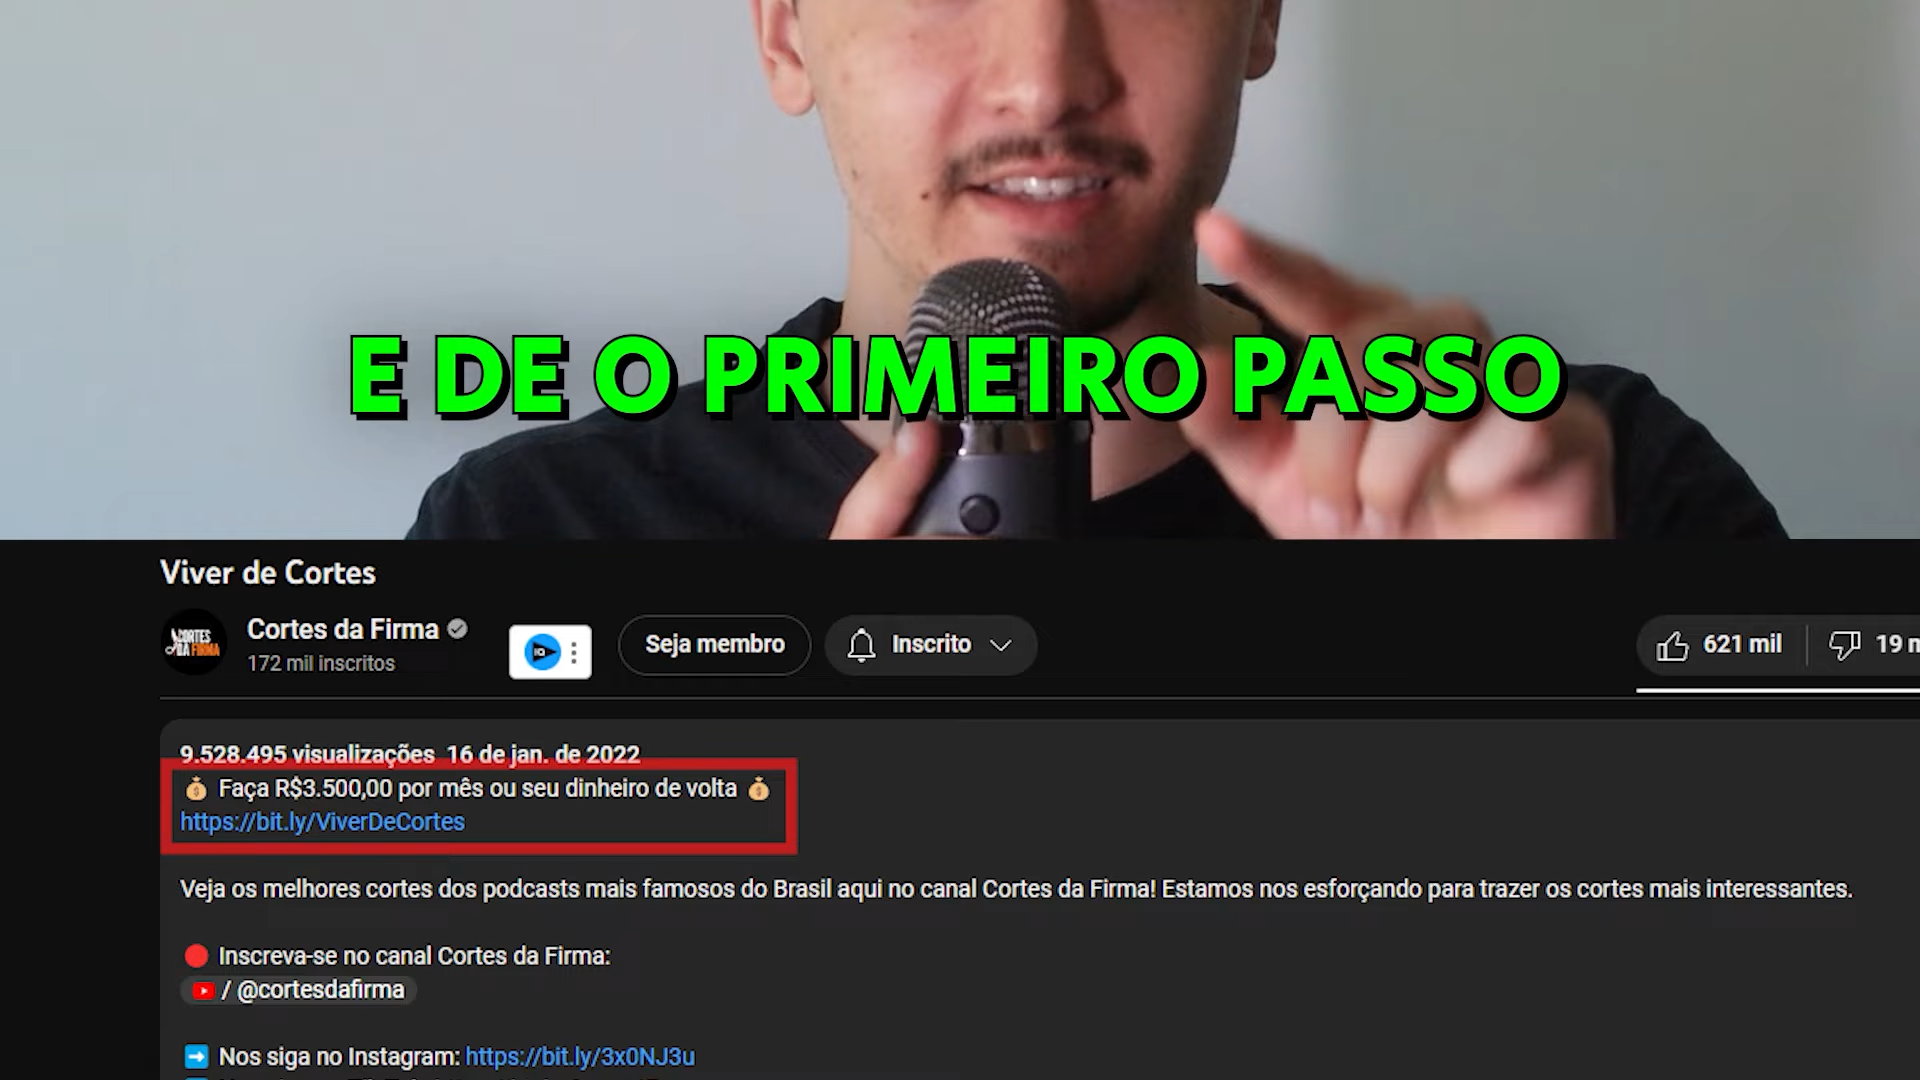 E DE O PRIMEIRO PASSO
Viver de Cortes
CORTES
DA FIRMA
Cortes da Firma
172 mil inscritos
Seja membro
Inscrito
621 mil
9.528.495 visualizações 16 de jan. de 2022
💰 Faça R$3.500,00 por mês ou seu dinheiro de volta 💰
https://bit.ly/ViverDeCortes
Veja os melhores cortes dos podcasts mais famosos do Brasil aqui no canal Cortes da Firma! Estamos nos esforçando para trazer os cortes mais interessantes.
🔴 Inscreva-se no canal Cortes da Firma:
/ @cortesdafirma
➡️ Nos siga no Instagram: https://bit.ly/3x0NJ3u